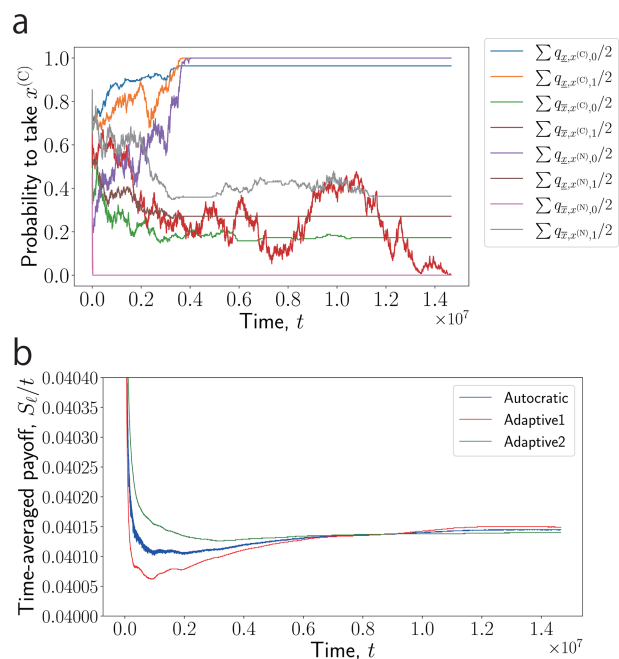 a
Probability to take x^(C)
1.0
0.8
0.6
0.4
0.2
0.0
0.0 0.2 0.4 0.6 0.8 1.0 1.2 1.4
×10^7
Time, t
∑ q_{x̲,x^(C),0}/2
∑ q_{x̲,x^(C),1}/2
∑ q_{x̅,x^(C),0}/2
∑ q_{x̅,x^(C),1}/2
∑ q_{x̲,x^(N),0}/2
∑ q_{x̲,x^(N),1}/2
∑ q_{x̅,x^(N),0}/2
∑ q_{x̅,x^(N),1}/2
b
Time-averaged payoff, S_ℓ/t
0.04040
0.04035
0.04030
0.04025
0.04020
0.04015
0.04010
0.04005
0.04000
Autocratic
Adaptive1
Adaptive2
0.0 0.2 0.4 0.6 0.8 1.0 1.2 1.4
×10^7
Time, t